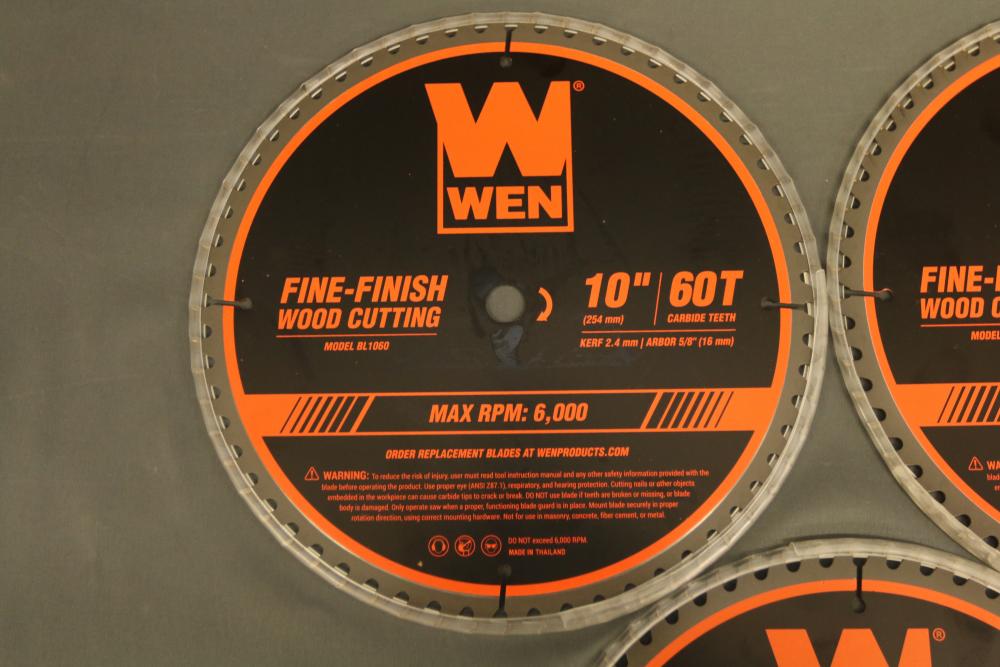 W®
WEN
FINE-FINISH
WOOD CUTTING
MODEL BL1060
10" | 60T
(254 mm) CARBIDE TEETH
KERF 2.4 mm | ARBOR 5/8" (16 mm)
MAX RPM: 6,000
ORDER REPLACEMENT BLADES AT WENPRODUCTS.COM
WARNING: To reduce the risk of injury, user must read tool instruction manual and any other safety information provided with the
blade before operating the product. Use proper eye (ANSI Z87.1), respiratory, and hearing protection. Cutting nails or other objects
embedded in the workpiece can cause carbide tips to crack or break. DO NOT use blade if teeth are broken or missing, or blade
body is damaged. Only operate saw when a proper, functioning blade guard is in place. Mount blade securely in proper
rotation direction, using correct mounting hardware. Not for use in masonry, concrete, fiber cement, or metal.
DO NOT exceed 6,000 RPM.
MADE IN THAILAND
FINE-
WOOD C
MODEL
W®